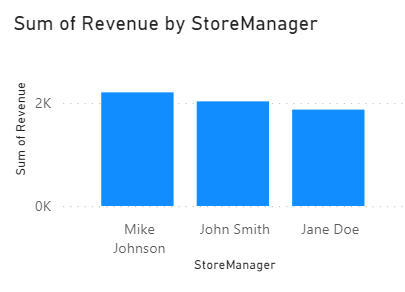 Sum of Revenue by StoreManager
Sum of Revenue
2K
0K
Mike
Johnson
John Smith
Jane Doe
StoreManager